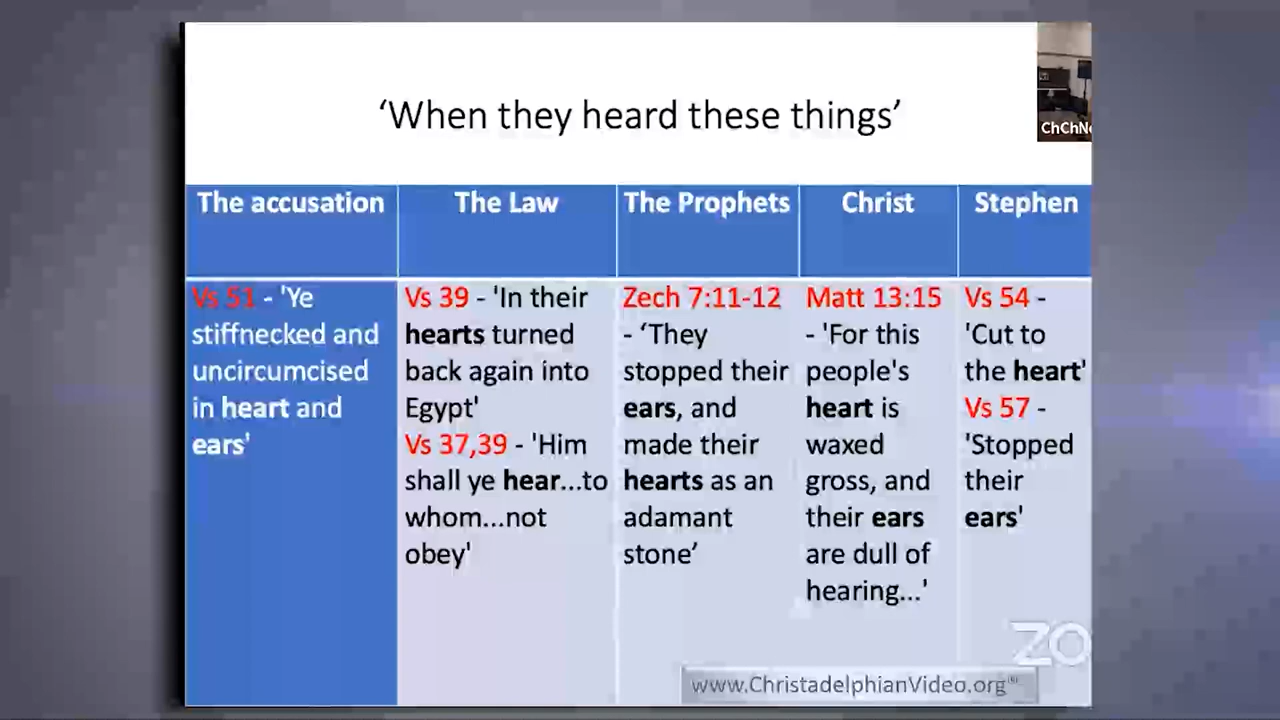 ‘When they heard these things’
ChChN
The accusation
The Law
The Prophets
Christ
Stephen
Vs 51 - 'Ye
stiffnecked and
uncircumcised
in heart and
ears'
Vs 39 - 'In their
hearts turned
back again into
Egypt'
Vs 37,39 - 'Him
shall ye hear...to
whom...not
obey'
Zech 7:11-12
- ‘They
stopped their
ears, and
made their
hearts as an
adamant
stone’
Matt 13:15
- 'For this
people's
heart is
waxed
gross, and
their ears
are dull of
hearing...'
Vs 54 -
'Cut to
the heart'
Vs 57 -
'Stopped
their
ears'
ZO
www.ChristadelphianVideo.org